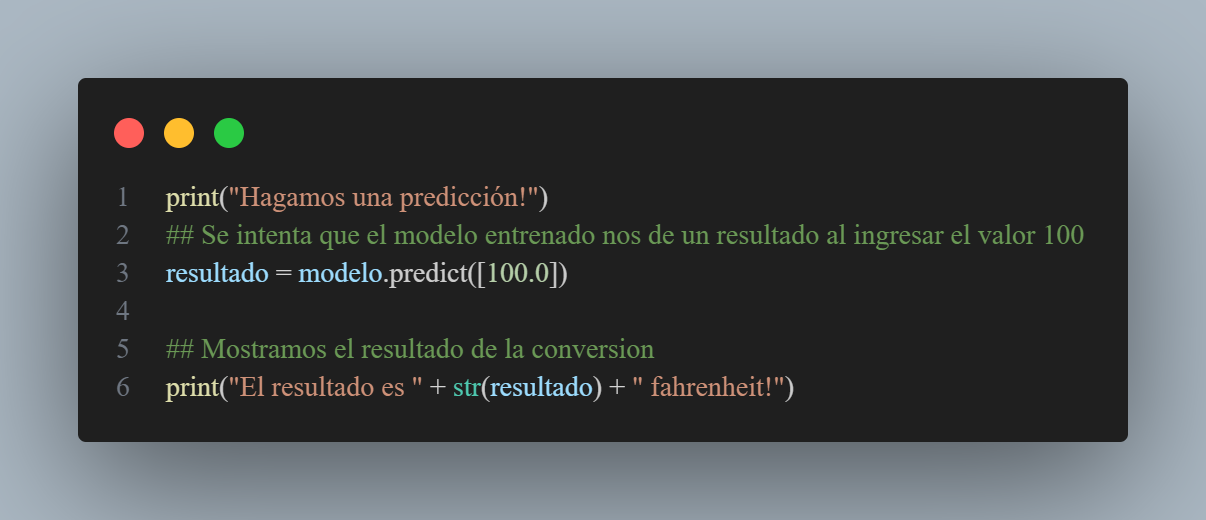 1 print("Hagamos una predicción!")
2 ## Se intenta que el modelo entrenado nos de un resultado al ingresar el valor 100
3 resultado = modelo.predict([100.0])
4
5 ## Mostramos el resultado de la conversion
6 print("El resultado es " + str(resultado) + " fahrenheit!")